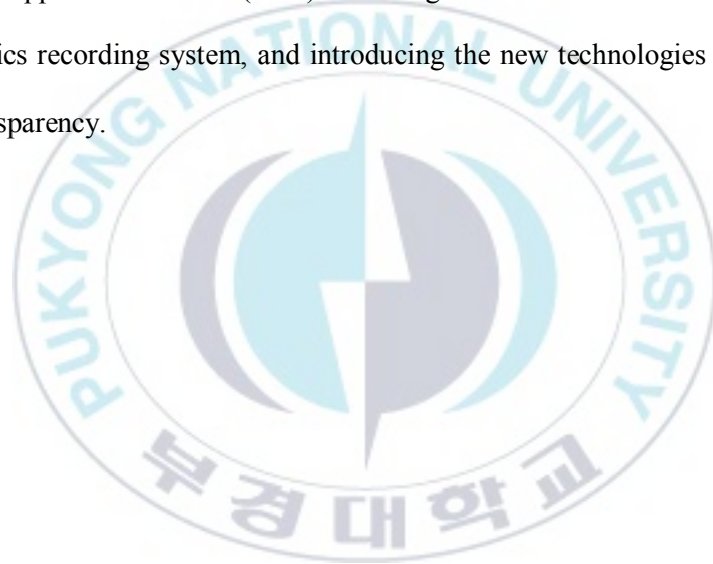 ics recording system, and introducing the new technologies
sparency.
PUKYONG NATIONAL UNIVERSITY
부경대학교